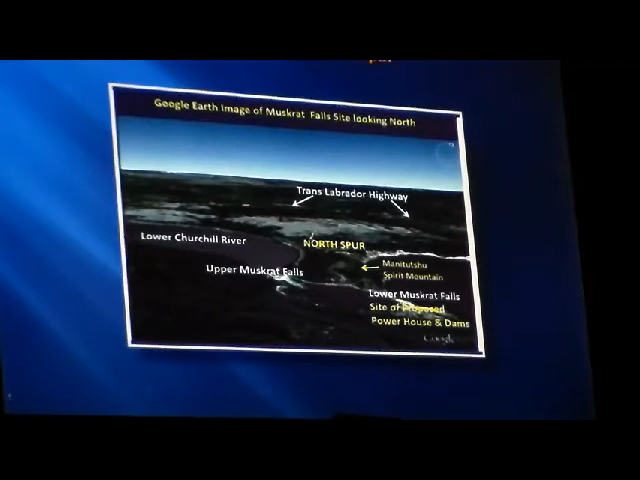 Google Earth Image of Muskrat Falls Site looking North
Trans Labrador Highway
Lower Churchill River
NORTH SPUR
Manitutshu
Spirit Mountain
Upper Muskrat Falls
Lower Muskrat Falls
Site of Proposed
Power House & Dams
Google